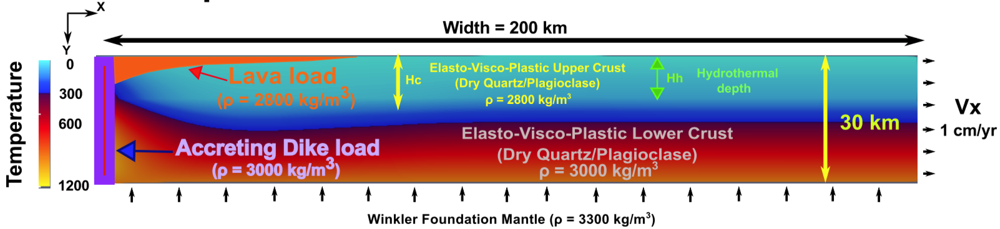 X
Y
Width = 200 km
Temperature
0
300
600
1200
Lava load
(ρ = 2800 kg/m³)
Hc
Elasto-Visco-Plastic Upper Crust
(Dry Quartz/Plagioclase)
ρ = 2800 kg/m³
Hh
Hydrothermal
depth
30 km
Vx
1 cm/yr
Accreting Dike load
(ρ = 3000 kg/m³)
Elasto-Visco-Plastic Lower Crust
(Dry Quartz/Plagioclase)
ρ = 3000 kg/m³
Winkler Foundation Mantle (ρ = 3300 kg/m³)